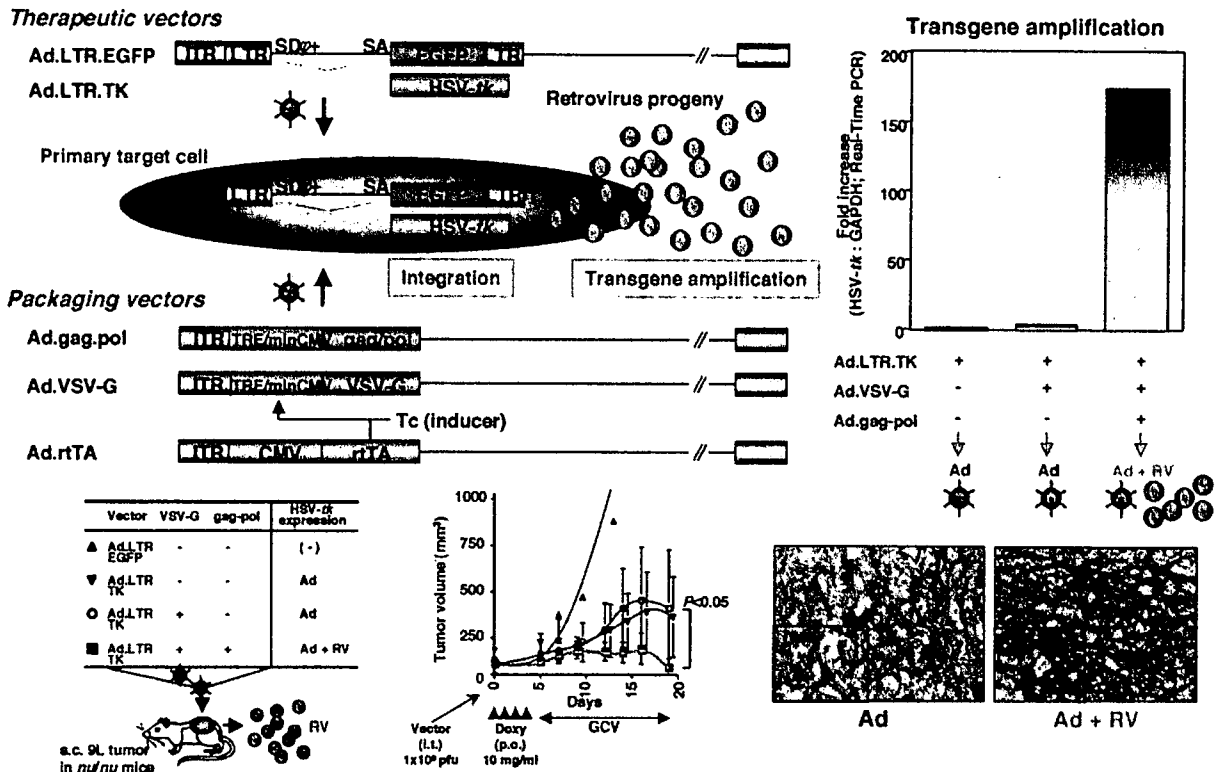 Therapeutic vectors
Ad.LTR.EGFP
ITR LTR SD ψ+ SA EGFP LTR
Ad.LTR.TK
HSV-tk
Retrovirus progeny
Primary target cell
LTR SD ψ+ SA EGFP LTR
HSV-tk
Integration
Transgene amplification
Packaging vectors
Ad.gag.pol
ITR TRE/minCMV gag/pol
Ad.VSV-G
ITR TRE/minCMV VSV-G
Tc (inducer)
Ad.rtTA
ITR CMV rtTA
Transgene amplification
Fold increase
(HSV-tk : GAPDH; Real-Time PCR)
200
150
100
50
0
Ad.LTR.TK + + +
Ad.VSV-G - + +
Ad.gag-pol - - +
Ad Ad Ad + RV
Vector VSV-G gag-pol HSV-tk expression
Ad.LTR EGFP - - (-)
Ad.LTR TK - - Ad
Ad.LTR TK + - Ad
Ad.LTR TK + + Ad + RV
RV
s.c. 9L tumor
in nu/nu mice
Tumor volume (mm³)
1000
750
500
250
0
0 5 10 15 20
Days
P<0.05
Vector
(i.t.)
Doxy
(p.o.)
10 mg/ml
GCV
Ad
Ad + RV